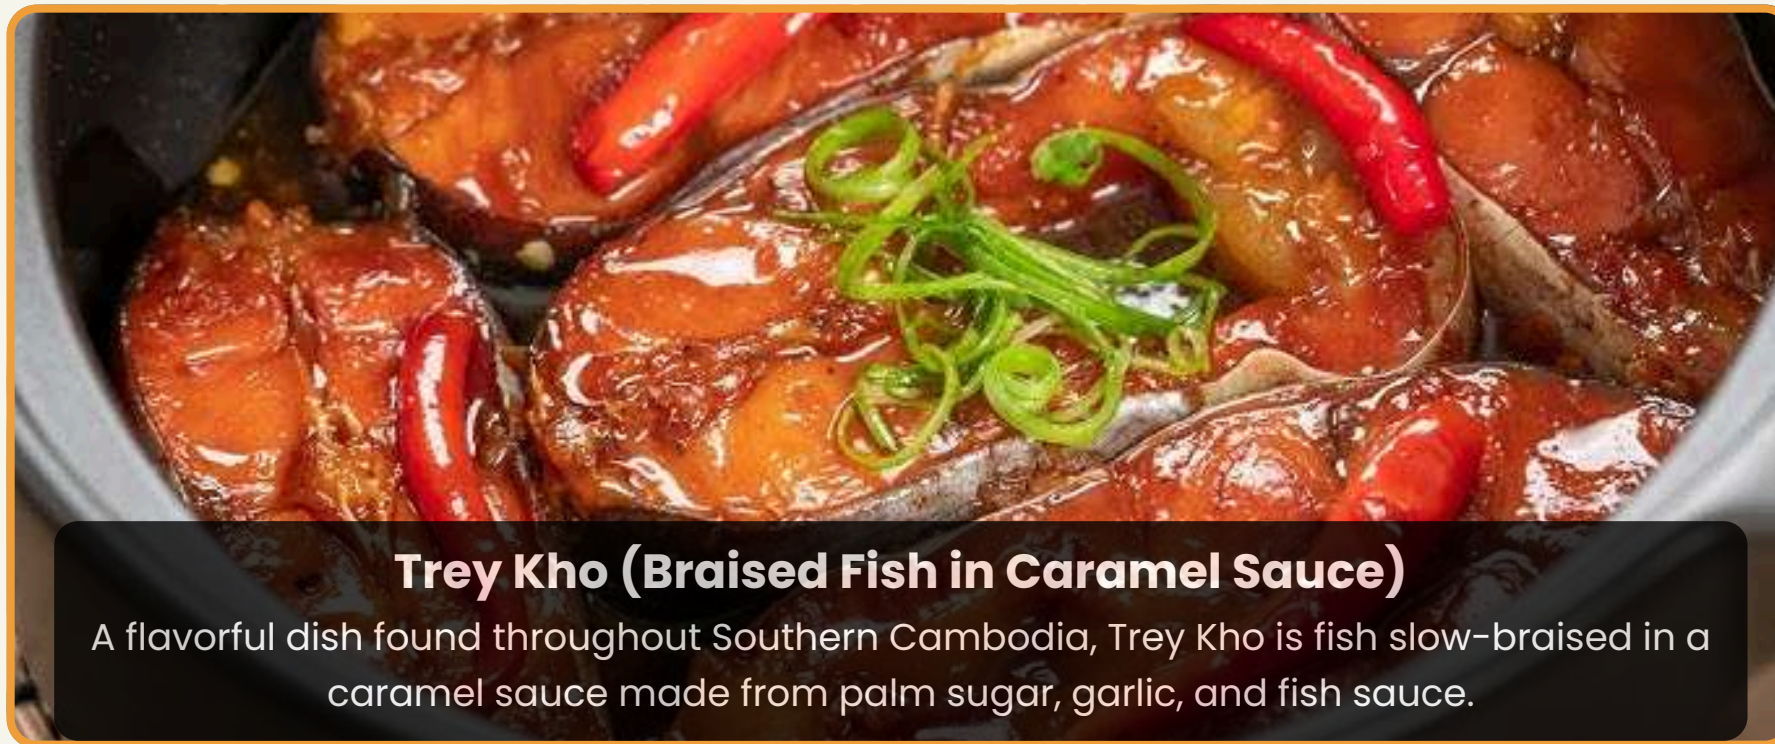 Trey Kho (Braised Fish in Caramel Sauce)
A flavorful dish found throughout Southern Cambodia, Trey Kho is fish slow-braised in a
caramel sauce made from palm sugar, garlic, and fish sauce.